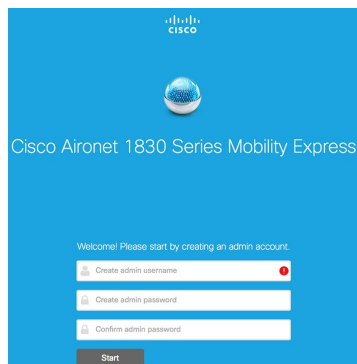 CISCO
Cisco Aironet 1830 Series Mobility Express
Welcome! Please start by creating an admin account.
Create admin username
Create admin password
Confirm admin password
Start